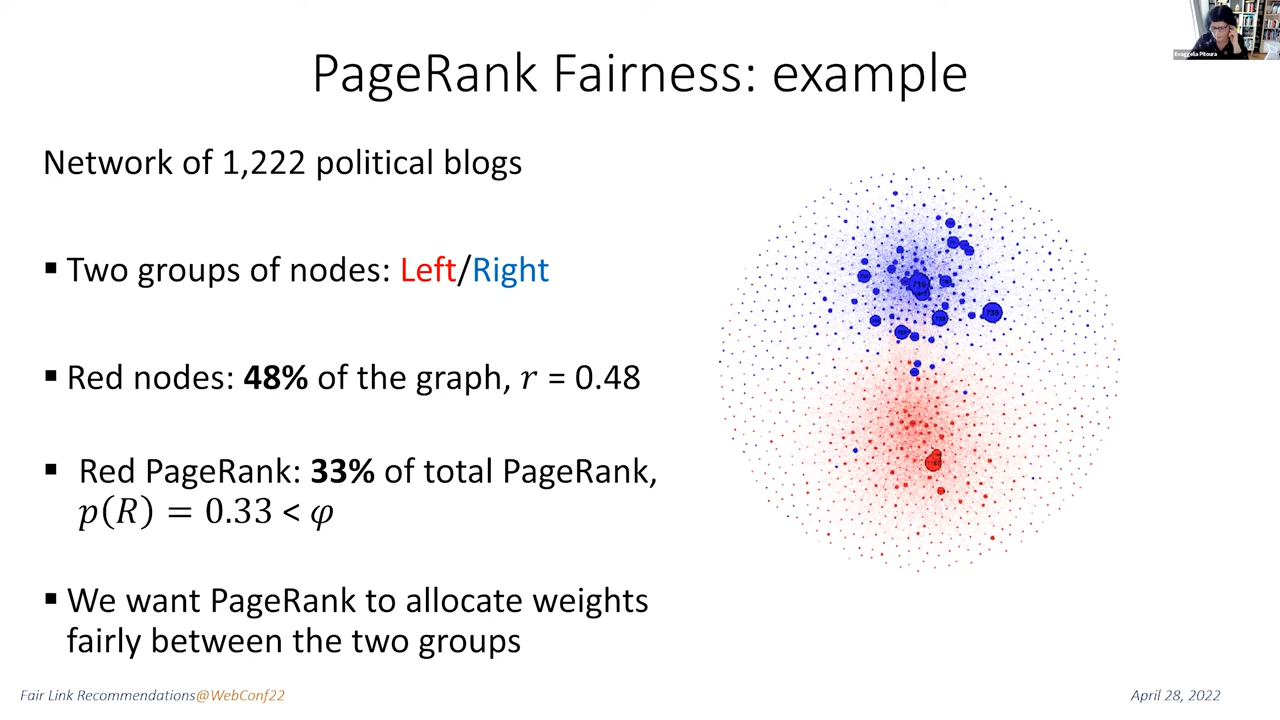 Evaggelia Pitoura
PageRank Fairness: example
Network of 1,222 political blogs
▪ Two groups of nodes: Left/Right
▪ Red nodes: 48% of the graph, r = 0.48
▪ Red PageRank: 33% of total PageRank,
p(R) = 0.33 < φ
▪ We want PageRank to allocate weights
fairly between the two groups
Fair Link Recommendations@WebConf22
April 28, 2022